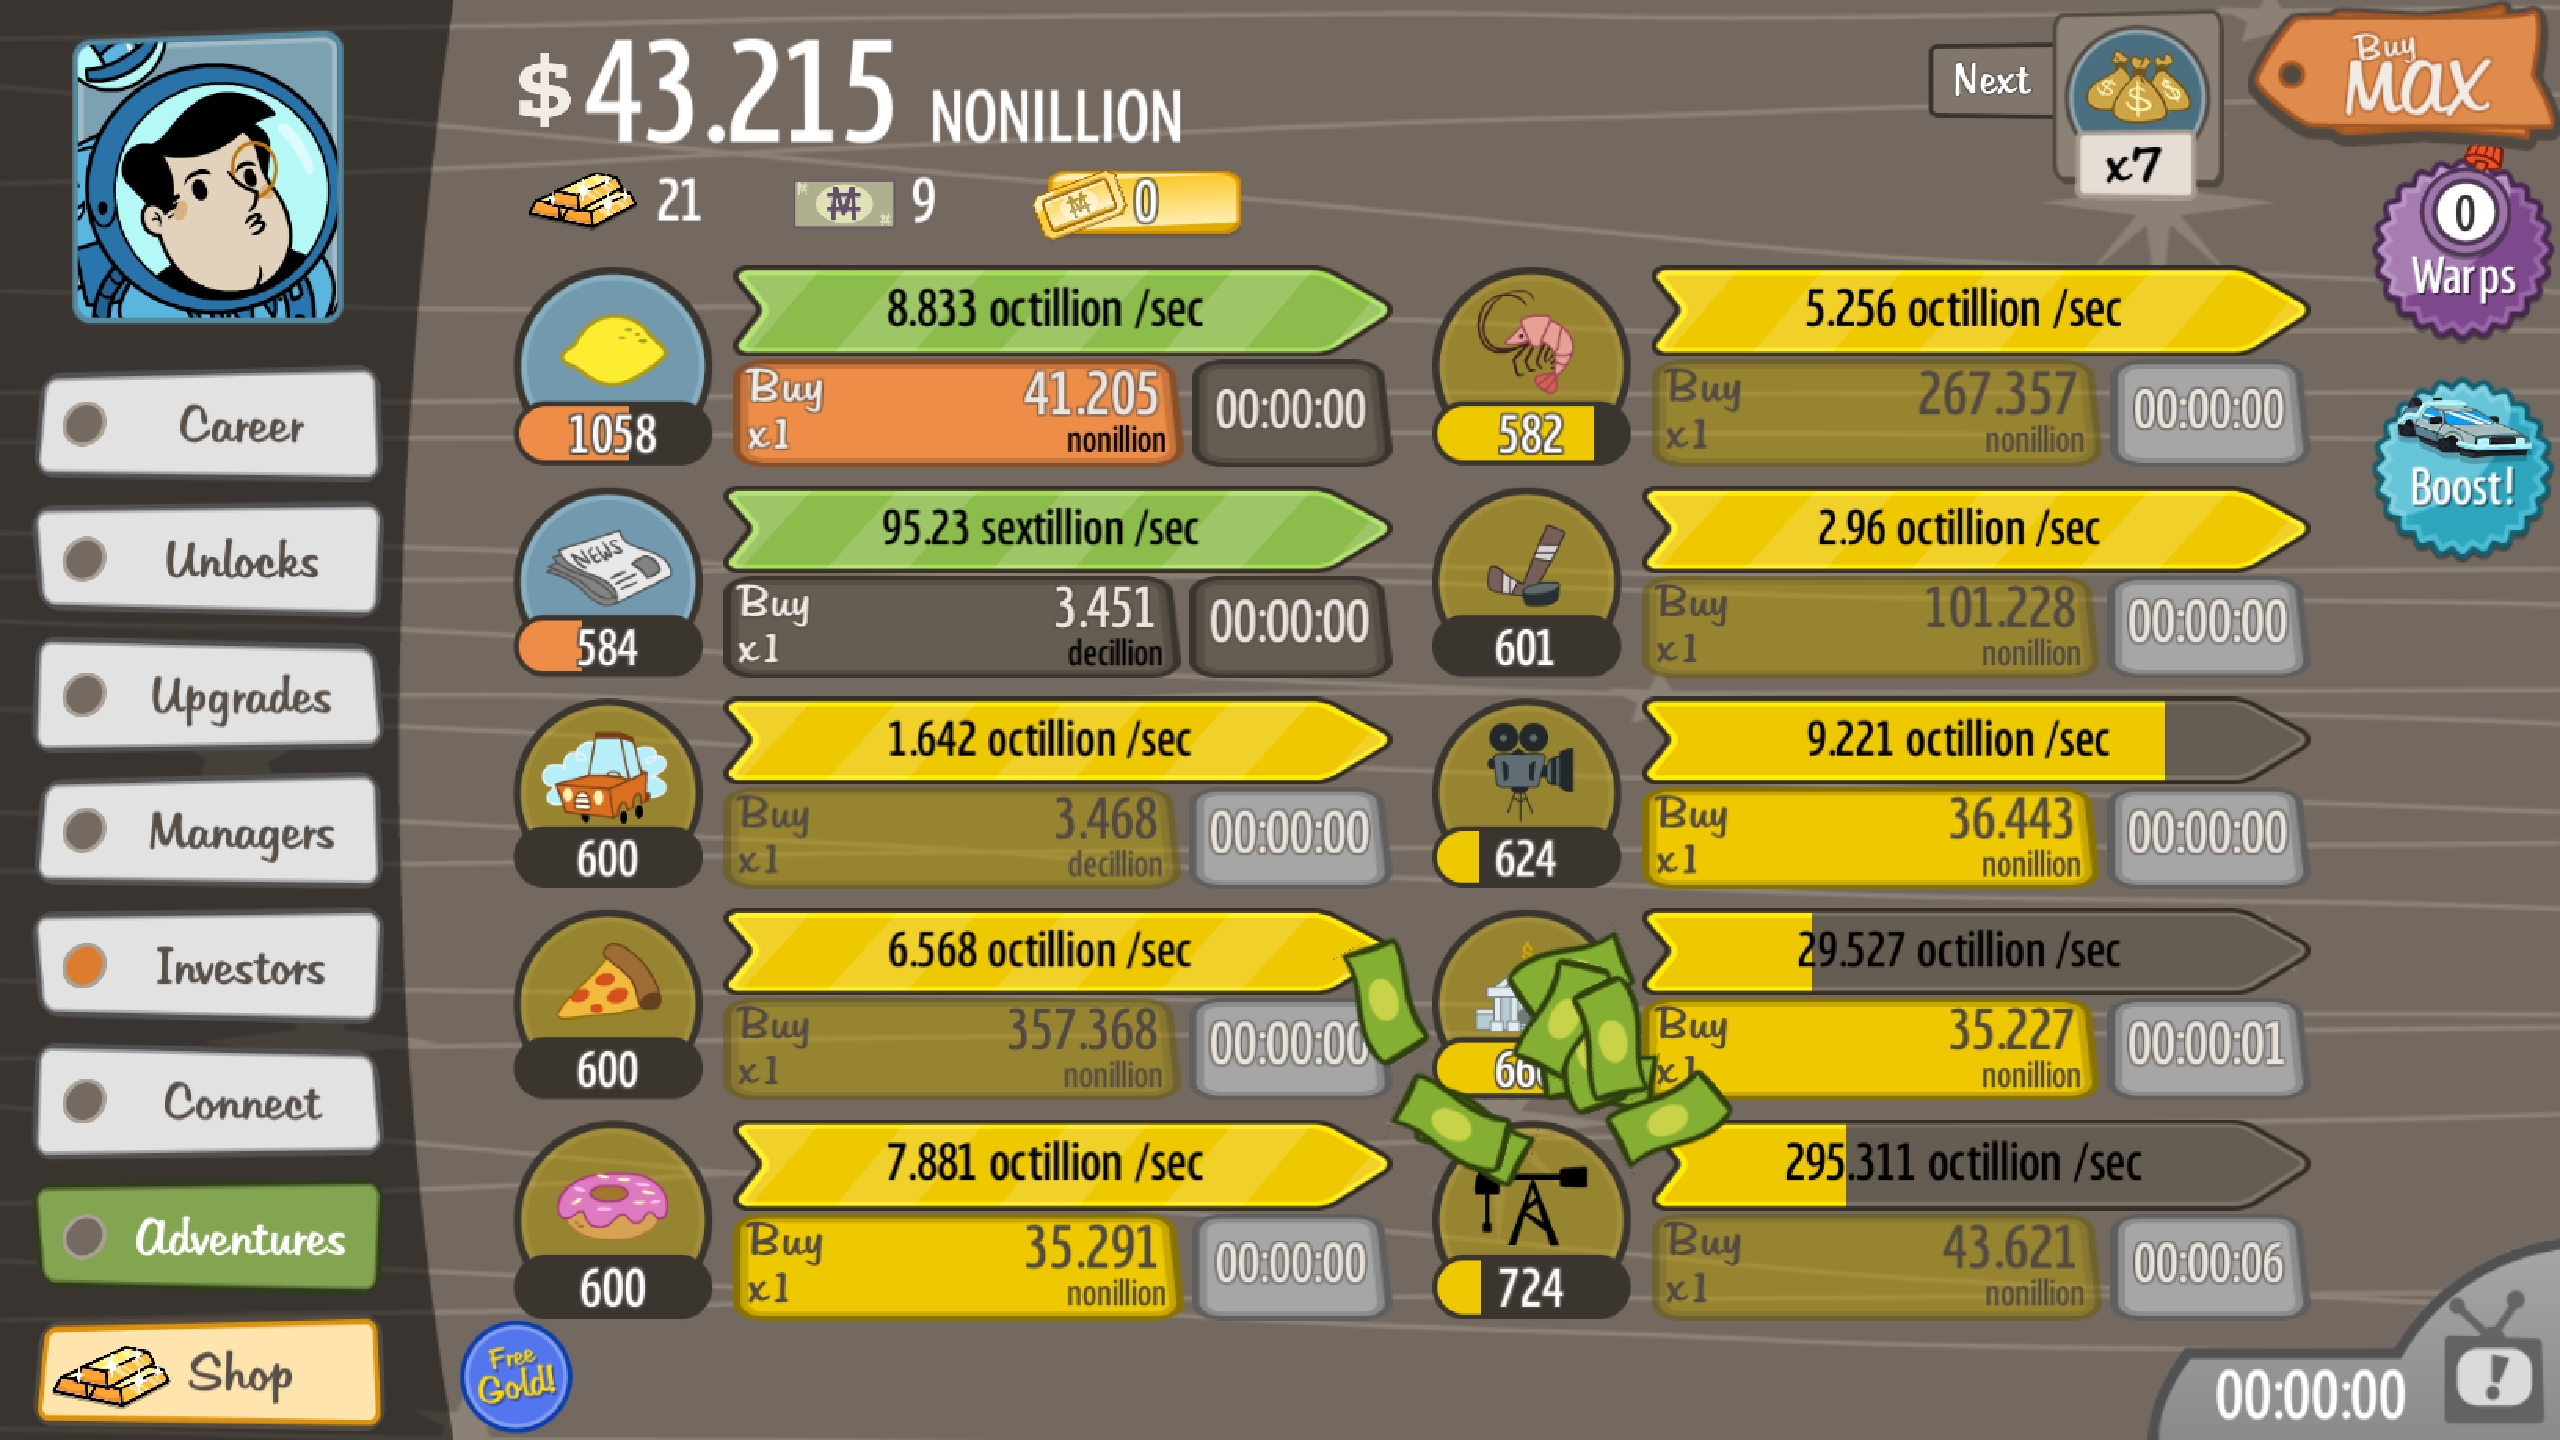 $43.215 NONILLION
Next
x7
Buy
MAX
21
9
0
0
Warps
Boost!
Career
Unlocks
Upgrades
Managers
Investors
Connect
Adventures
Shop
8.833 octillion /sec
1058
Buy
x1
41.205
nonillion
00:00:00
NEWS
95.23 sextillion /sec
584
Buy
x1
3.451
decillion
00:00:00
1.642 octillion /sec
600
Buy
x1
3.468
decillion
00:00:00
6.568 octillion /sec
600
Buy
x1
357.368
nonillion
00:00:00
7.881 octillion /sec
600
Buy
x1
35.291
nonillion
00:00:00
5.256 octillion /sec
582
Buy
x1
267.357
nonillion
00:00:00
2.96 octillion /sec
601
Buy
x1
101.228
nonillion
00:00:00
9.221 octillion /sec
624
Buy
x1
36.443
nonillion
00:00:00
29.527 octillion /sec
Buy
x1
35.227
nonillion
00:00:01
295.311 octillion /sec
724
Buy
x1
43.621
nonillion
00:00:06
Free
Gold!
00:00:00
!